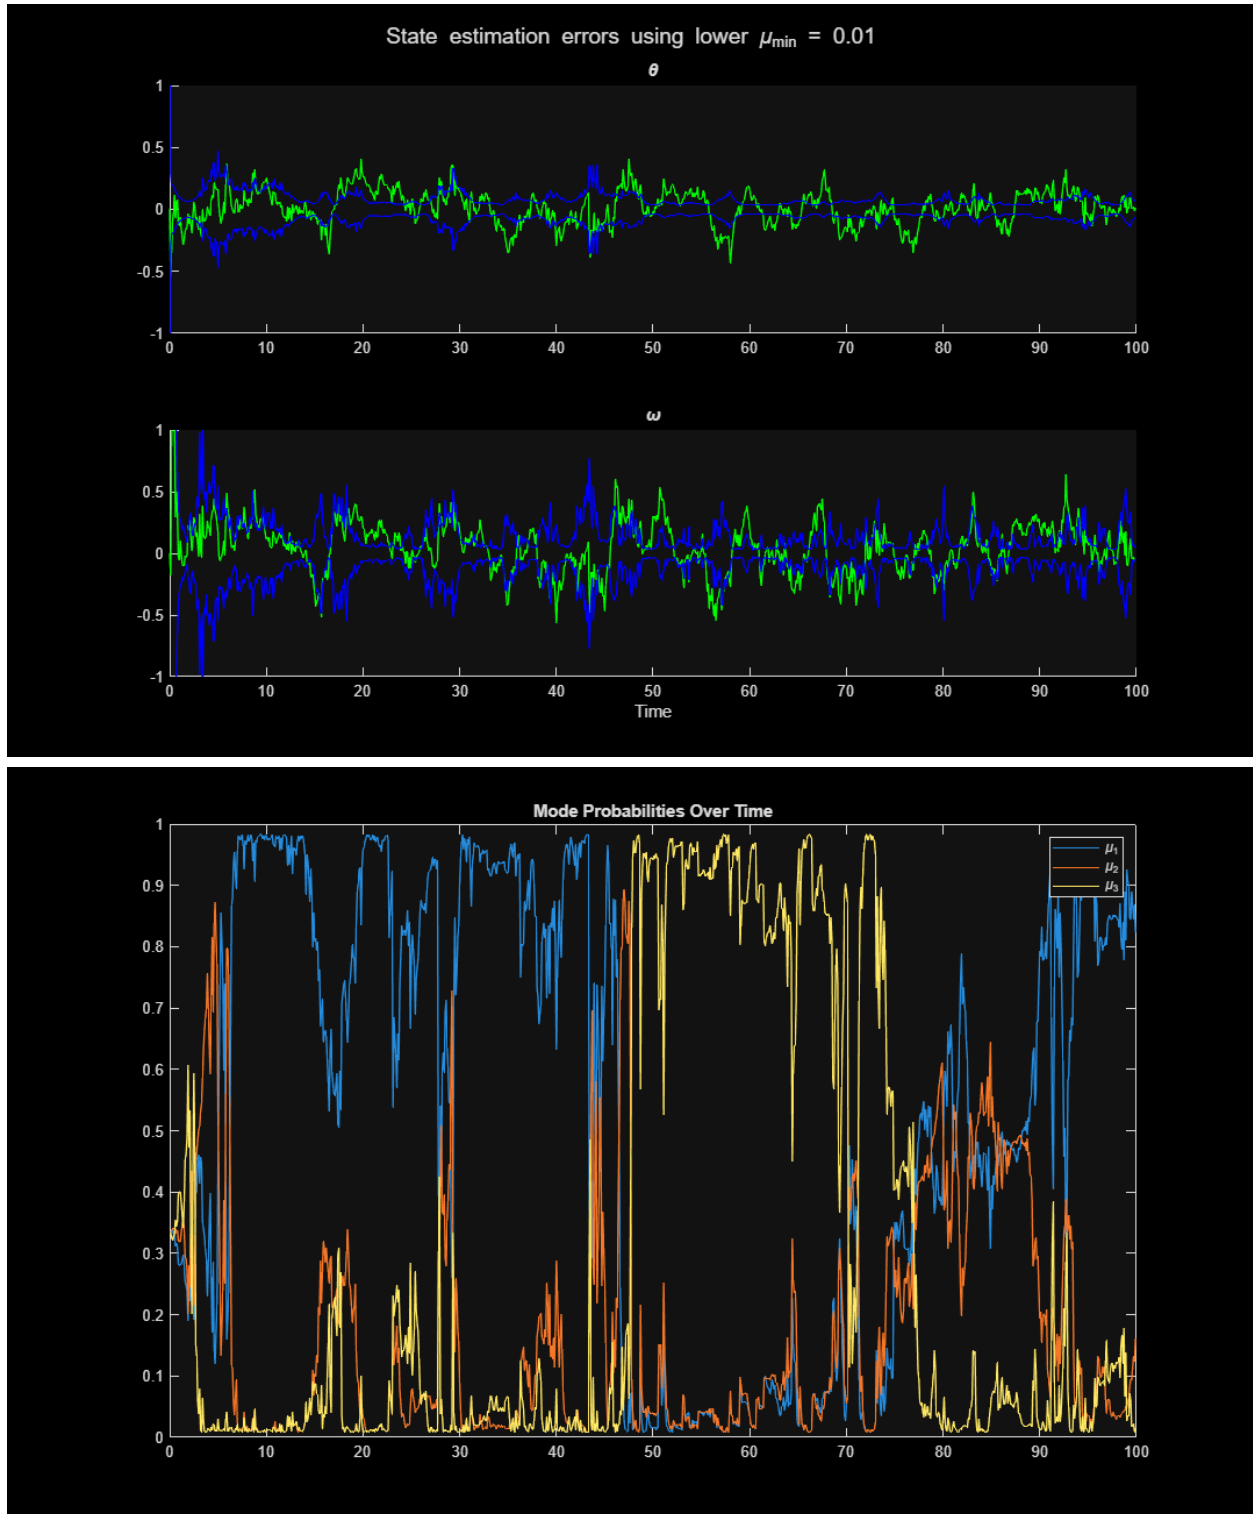 State estimation errors using lower μmin = 0.01
θ
1
0.5
0
-0.5
-1
0 10 20 30 40 50 60 70 80 90 100
ω
1
0.5
0
-0.5
-1
0 10 20 30 40 50 60 70 80 90 100
Time
Mode Probabilities Over Time
1
0.9
0.8
0.7
0.6
0.5
0.4
0.3
0.2
0.1
0
μ1
μ2
μ3
0 10 20 30 40 50 60 70 80 90 100